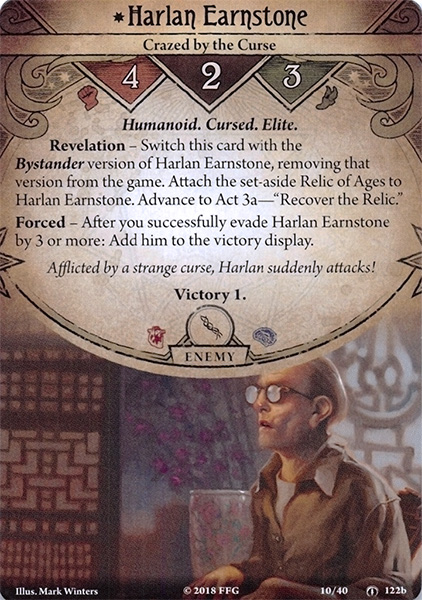 Harlan Earnstone
Crazed by the Curse
4 2 3
Humanoid. Cursed. Elite.
Revelation – Switch this card with the
Bystander version of Harlan Earnstone, removing that
version from the game. Attach the set-aside Relic of Ages to
Harlan Earnstone. Advance to Act 3a—“Recover the Relic.”
Forced – After you successfully evade Harlan Earnstone
by 3 or more: Add him to the victory display.
Afflicted by a strange curse, Harlan suddenly attacks!
Victory 1.
ENEMY
Illus. Mark Winters © 2018 FFG 10/40 122b